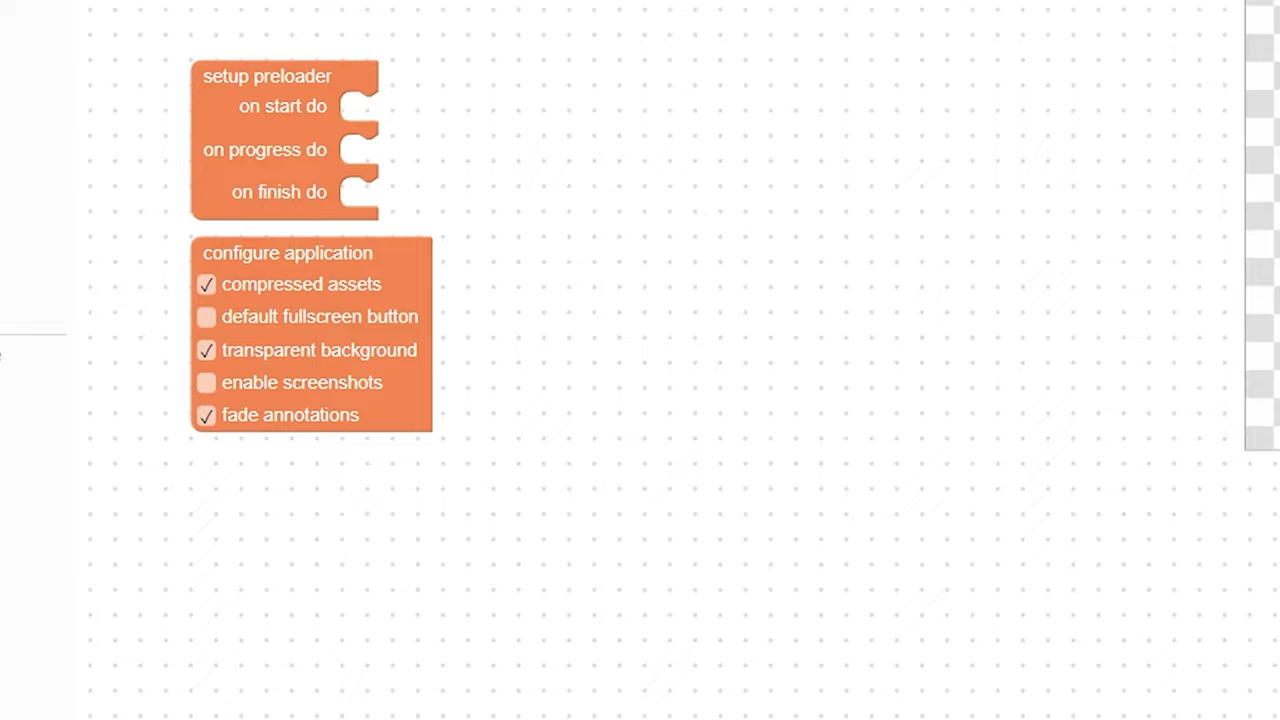 setup preloader
on start do
on progress do
on finish do
configure application
compressed assets
default fullscreen button
transparent background
enable screenshots
fade annotations